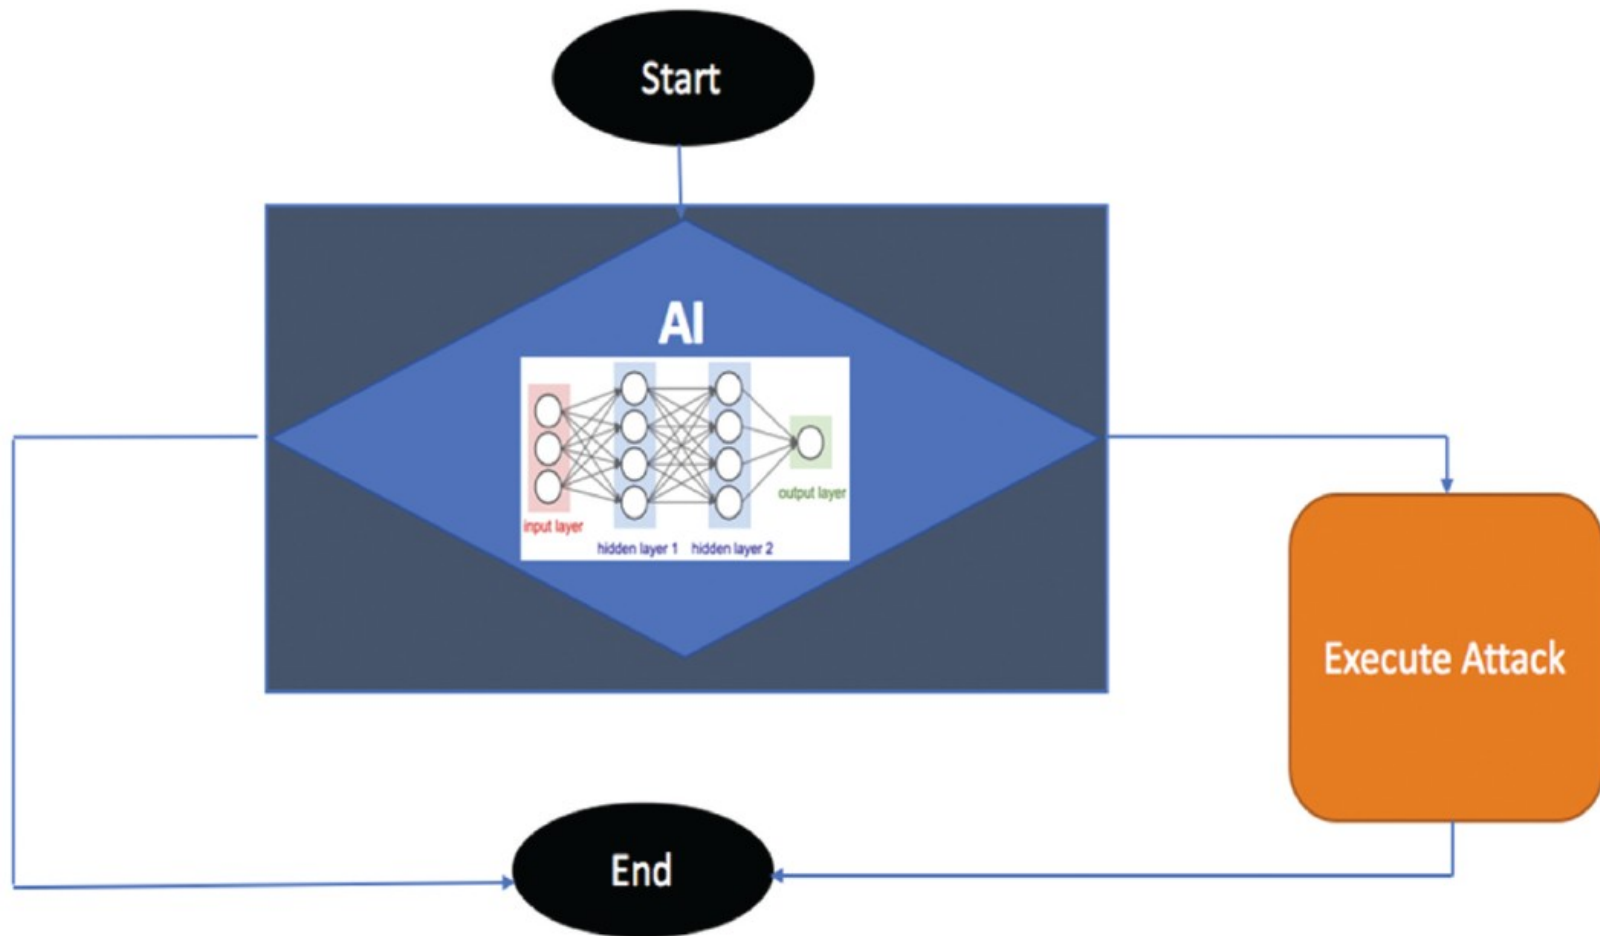 Start
AI
input layer
hidden layer 1
hidden layer 2
output layer
Execute Attack
End